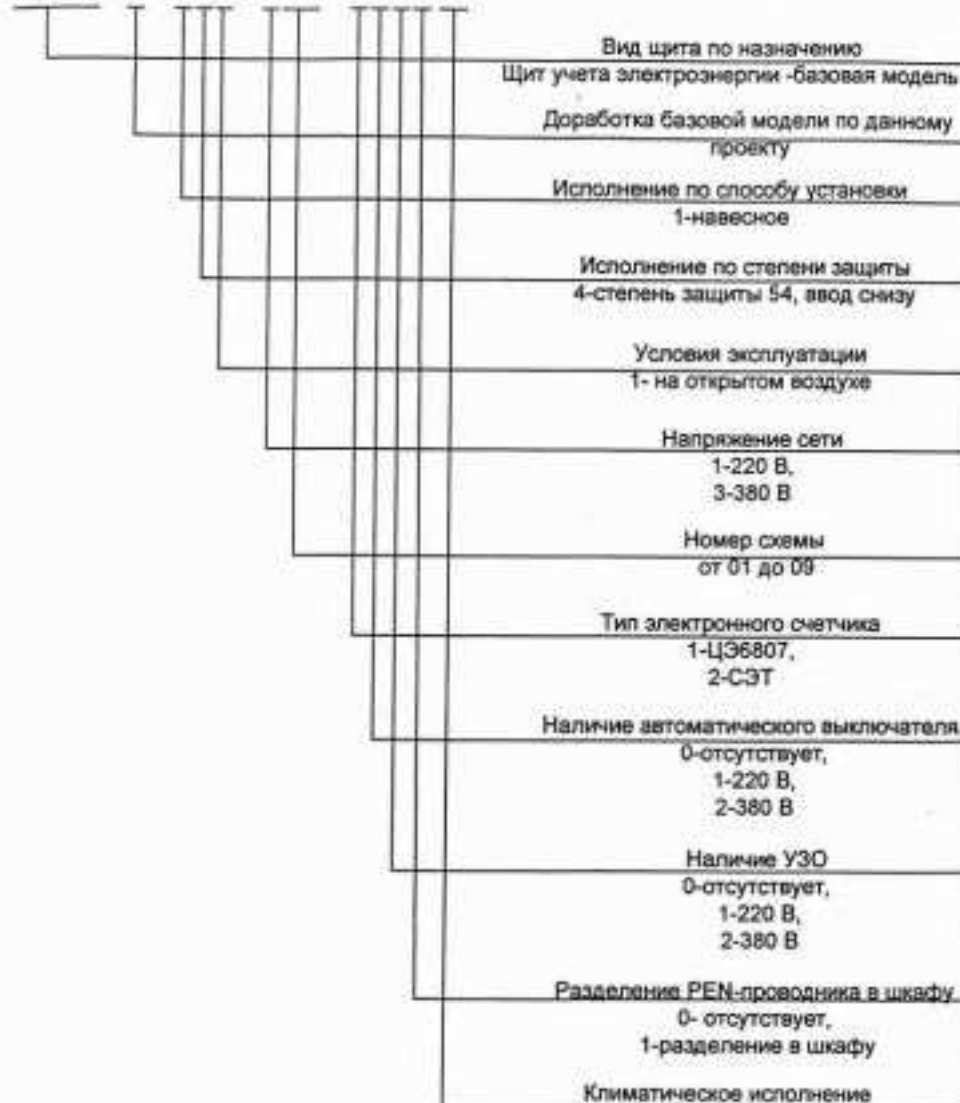 Вид щита по назначению
Щит учета электроэнергии -базовая модель
Доработка базовой модели по данному
проекту
Исполнение по способу установки
1-навесное
Исполнение по степени защиты
4-степень защиты 54, ввод снизу
Условия эксплуатации
1- на открытом воздухе
Напряжение сети
1-220 В,
3-380 В
Номер схемы
от 01 до 09
Тип электронного счетчика
1-ЦЭ6807,
2-СЭТ
Наличие автоматического выключателя
0-отсутствует,
1-220 В,
2-380 В
Наличие УЗО
0-отсутствует,
1-220 В,
2-380 В
Разделение PEN-проводника в шкафу
0- отсутствует,
1-разделение в шкафу
Климатическое исполнение